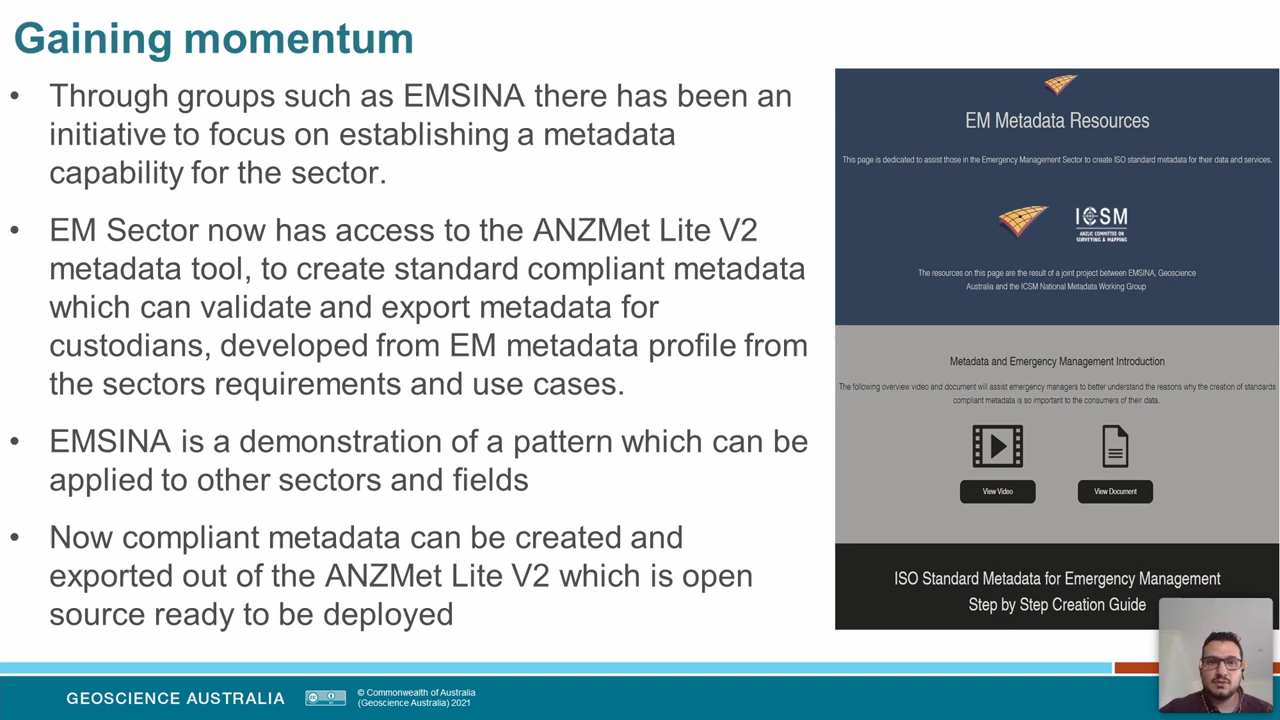 Gaining momentum
• Through groups such as EMSINA there has been an
initiative to focus on establishing a metadata
capability for the sector.
• EM Sector now has access to the ANZMet Lite V2
metadata tool, to create standard compliant metadata
which can validate and export metadata for
custodians, developed from EM metadata profile from
the sectors requirements and use cases.
• EMSINA is a demonstration of a pattern which can be
applied to other sectors and fields
• Now compliant metadata can be created and
exported out of the ANZMet Lite V2 which is open
source ready to be deployed
EM Metadata Resources
This page is dedicated to assist those in the Emergency Management Sector to create ISO standard metadata for their data and services.
ICSM
ANZLIC COMMITTEE ON
SURVEYING & MAPPING
The resources on this page are the result of a joint project between EMSINA, Geoscience
Australia and the ICSM National Metadata Working Group
Metadata and Emergency Management Introduction
The following overview video and document will assist emergency managers to better understand the reasons why the creation of standards
compliant metadata is so important to the consumers of their data.
View Video
View Document
ISO Standard Metadata for Emergency Management
Step by Step Creation Guide
GEOSCIENCE AUSTRALIA
© Commonwealth of Australia
(Geoscience Australia) 2021